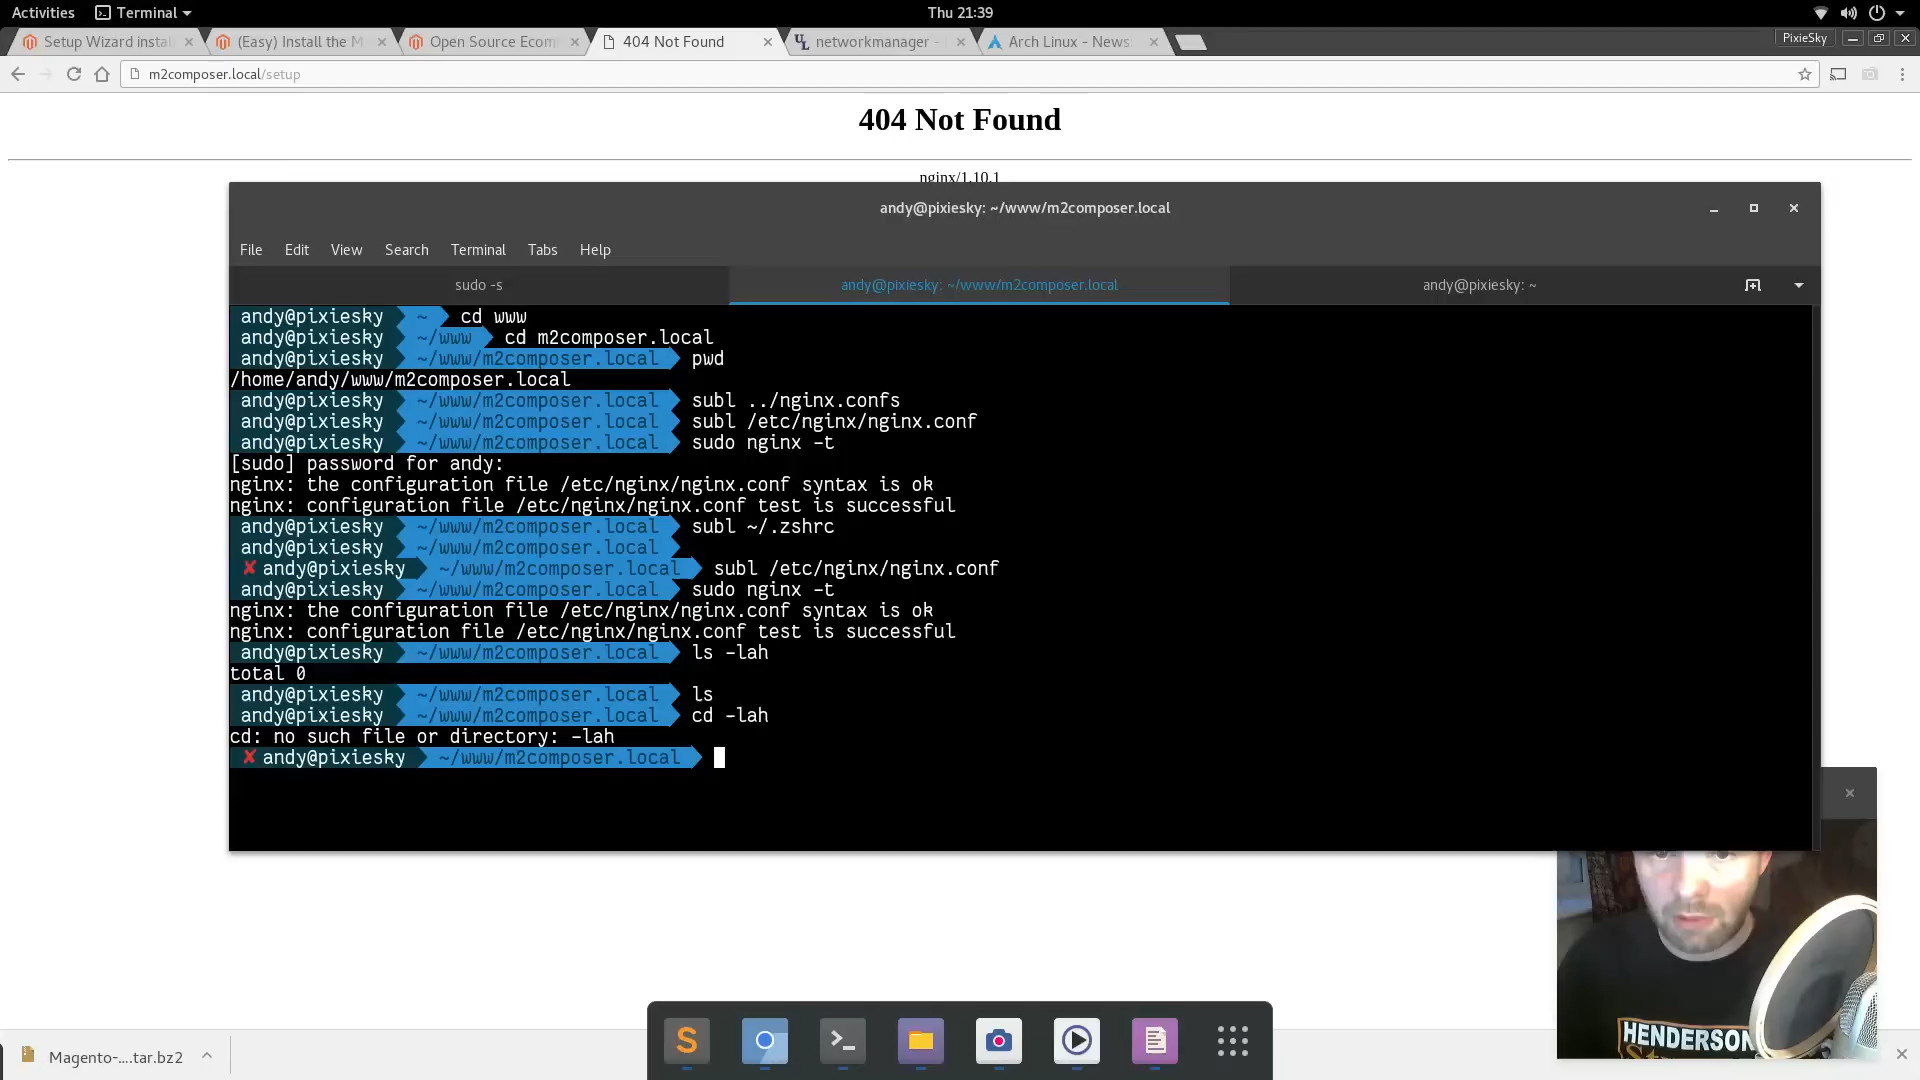 Activities
Terminal
Thu 21:39
Setup Wizard instal
(Easy) Install the M
Open Source Ecom
404 Not Found
networkmanager -
Arch Linux - News:
PixieSky
m2composer.local/setup
404 Not Found
nginx/1.10.1
andy@pixiesky: ~/www/m2composer.local
File Edit View Search Terminal Tabs Help
sudo -s
andy@pixiesky: ~/www/m2composer.local
andy@pixiesky: ~
andy@pixiesky ~ cd www
andy@pixiesky ~/www cd m2composer.local
andy@pixiesky ~/www/m2composer.local pwd
/home/andy/www/m2composer.local
andy@pixiesky ~/www/m2composer.local subl ../nginx.confs
andy@pixiesky ~/www/m2composer.local subl /etc/nginx/nginx.conf
andy@pixiesky ~/www/m2composer.local sudo nginx -t
[sudo] password for andy:
nginx: the configuration file /etc/nginx/nginx.conf syntax is ok
nginx: configuration file /etc/nginx/nginx.conf test is successful
andy@pixiesky ~/www/m2composer.local subl ~/.zshrc
andy@pixiesky ~/www/m2composer.local
✘ andy@pixiesky ~/www/m2composer.local subl /etc/nginx/nginx.conf
andy@pixiesky ~/www/m2composer.local sudo nginx -t
nginx: the configuration file /etc/nginx/nginx.conf syntax is ok
nginx: configuration file /etc/nginx/nginx.conf test is successful
andy@pixiesky ~/www/m2composer.local ls -lah
total 0
andy@pixiesky ~/www/m2composer.local ls
andy@pixiesky ~/www/m2composer.local cd -lah
cd: no such file or directory: -lah
✘ andy@pixiesky ~/www/m2composer.local
HENDERSON
Magento-....tar.bz2